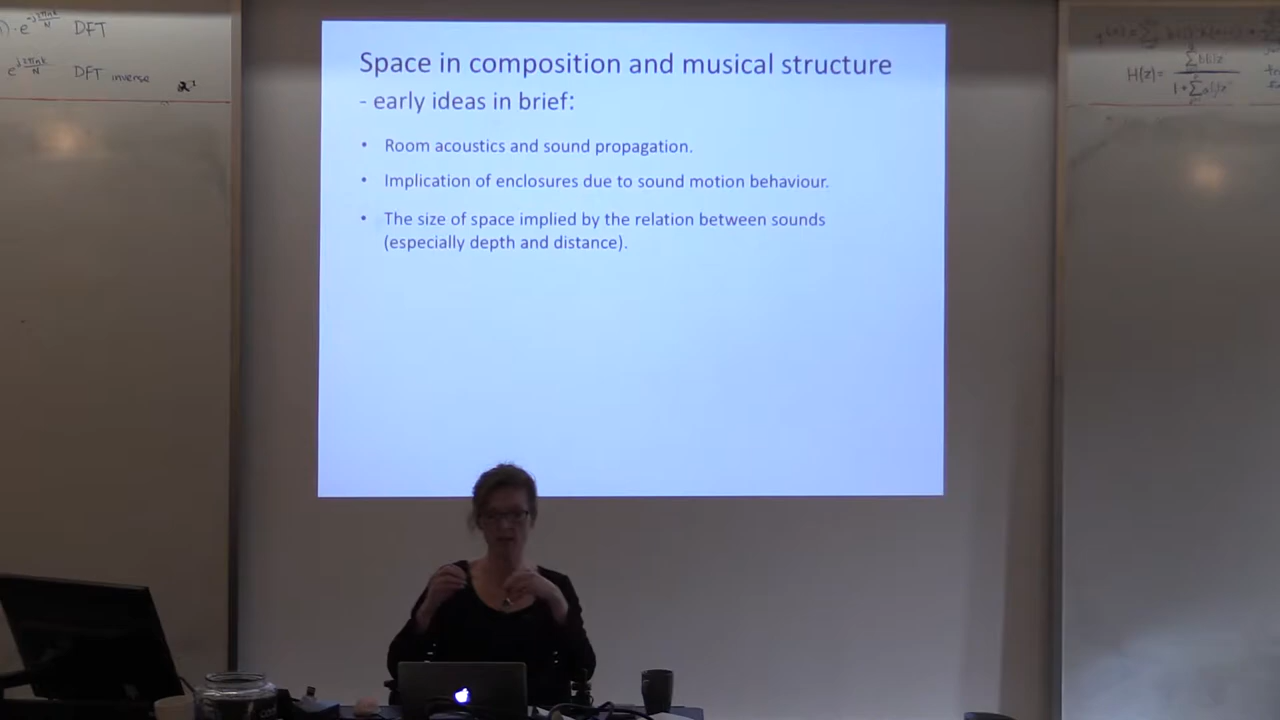 DFT
DFT inverse
Space in composition and musical structure
- early ideas in brief:
• Room acoustics and sound propagation.
• Implication of enclosures due to sound motion behaviour.
• The size of space implied by the relation between sounds
(especially depth and distance).
H(z)=